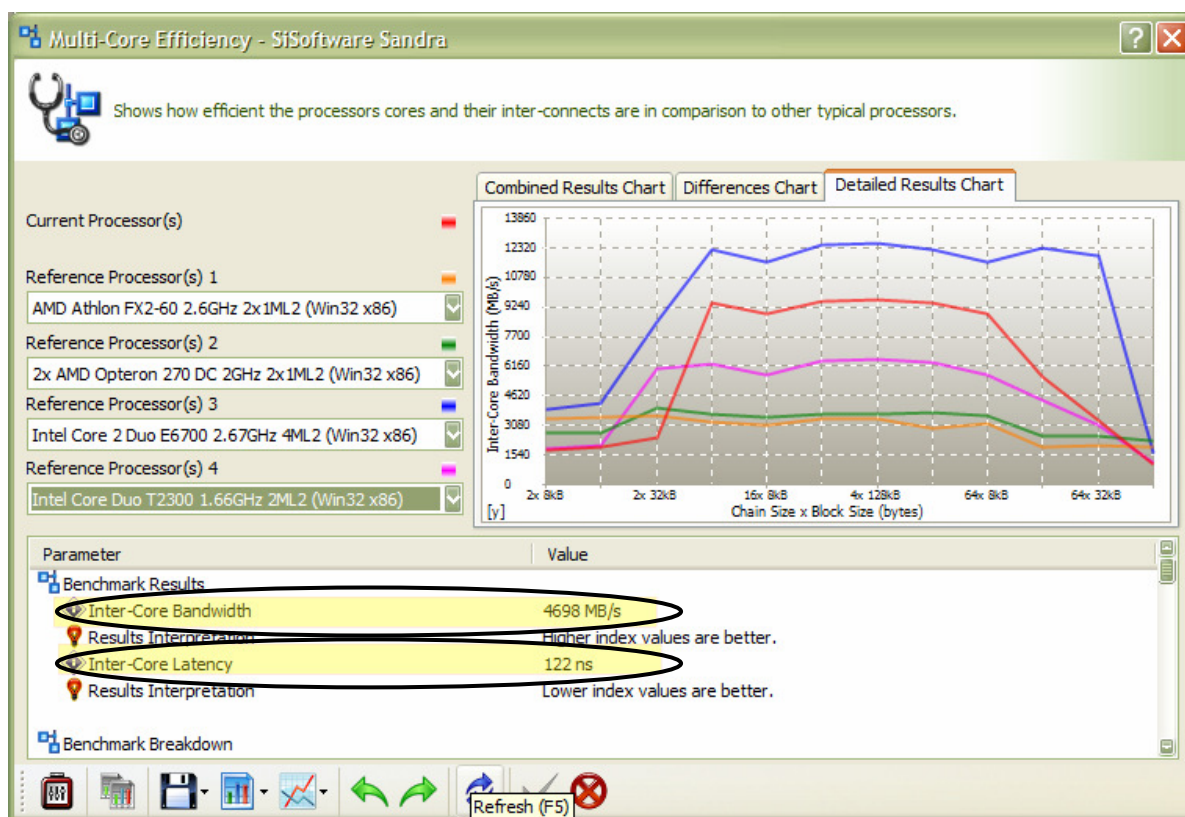 Multi-Core Efficiency - SiSoftware Sandra
Shows how efficient the processors cores and their inter-connects are in comparison to other typical processors.
Combined Results Chart Differences Chart Detailed Results Chart
Current Processor(s)
Reference Processor(s) 1
AMD Athlon FX2-60 2.6GHz 2x1ML2 (Win32 x86)
Reference Processor(s) 2
2x AMD Opteron 270 DC 2GHz 2x1ML2 (Win32 x86)
Reference Processor(s) 3
Intel Core 2 Duo E6700 2.67GHz 4ML2 (Win32 x86)
Reference Processor(s) 4
Intel Core Duo T2300 1.66GHz 2ML2 (Win32 x86)
Inter-Core Bandwidth (MB/s)
13860
12320
10780
9240
7700
6160
4620
3080
1540
0
2x 8kB 2x 32kB 16x 8kB 4x 128kB 64x 8kB 64x 32kB
[y] Chain Size x Block Size (bytes)
Parameter Value
Benchmark Results
Inter-Core Bandwidth 4698 MB/s
Results Interpretation Higher index values are better.
Inter-Core Latency 122 ns
Results Interpretation Lower index values are better.
Benchmark Breakdown
Refresh (F5)